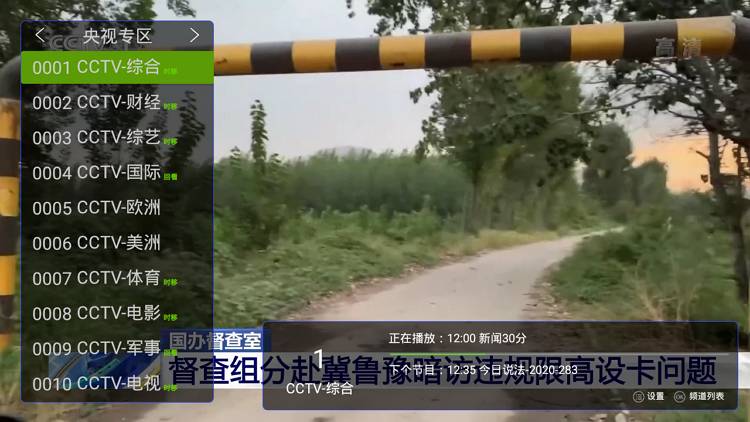 央视专区
高清
0001 CCTV-综合 时移
0002 CCTV-财经 时移
0003 CCTV-综艺 时移
0004 CCTV-国际 回看
0005 CCTV-欧洲
0006 CCTV-美洲
0007 CCTV-体育 时移
0008 CCTV-电影 时移
0009 CCTV-军事 回看
0010 CCTV-电视 时移
国办督查室
督查组分赴冀鲁豫暗访违规限高设卡问题
1
CCTV-综合
正在播放：12:00 新闻30分
下个节目：12:35 今日说法-2020-283
设置
OK 频道列表